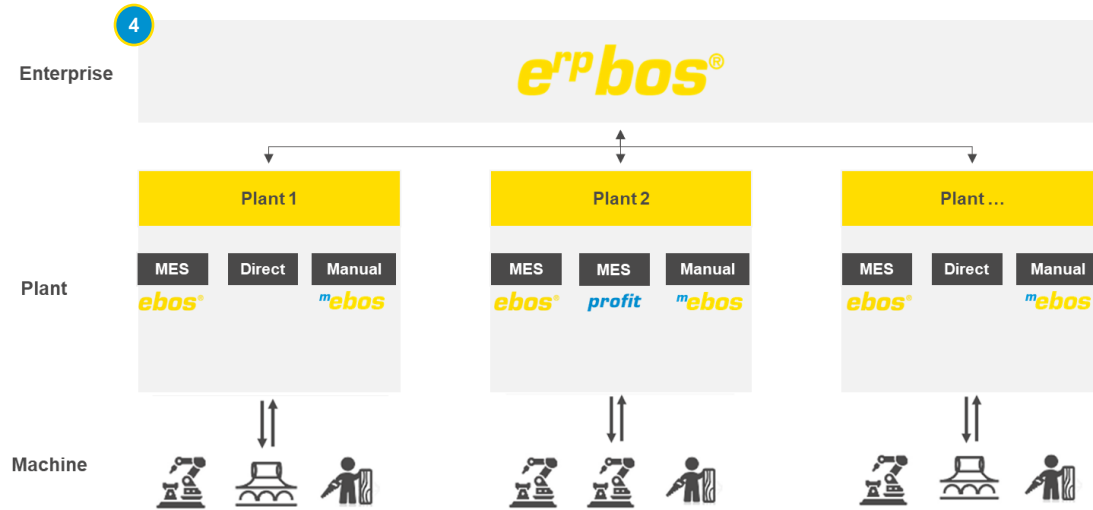 4
Enterprise
erpbos®
Plant 1
Plant 2
Plant ...
Plant
MES
Direct
Manual
MES
MES
Manual
MES
Direct
Manual
ebos®
mebos
ebos®
profit
mebos
ebos®
mebos
Machine